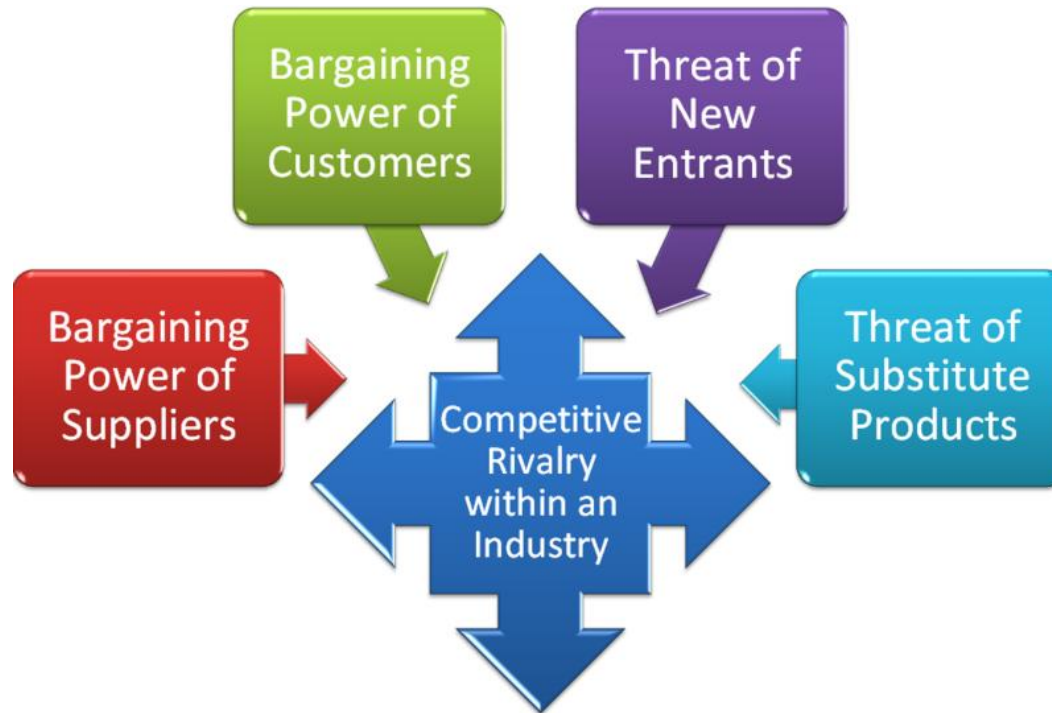 Bargaining
Power of
Customers
Threat of
New
Entrants
Bargaining
Power of
Suppliers
Competitive
Rivalry
within an
Industry
Threat of
Substitute
Products